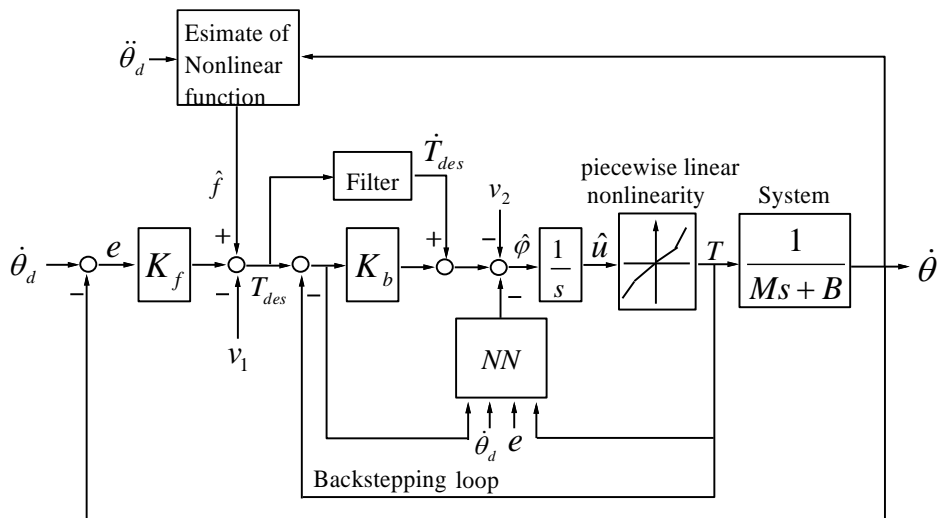 Esimate of
Nonlinear
function
θ̈_d
f̂
Filter
Ṫ_des
v_2
piecewise linear
nonlinearity
System
θ̇_d
e
K_f
+
−
T_des
−
K_b
+
−
−
φ̂
1/s
û
T
1/(Ms + B)
θ̇
−
v_1
NN
θ̇_d
e
Backstepping loop